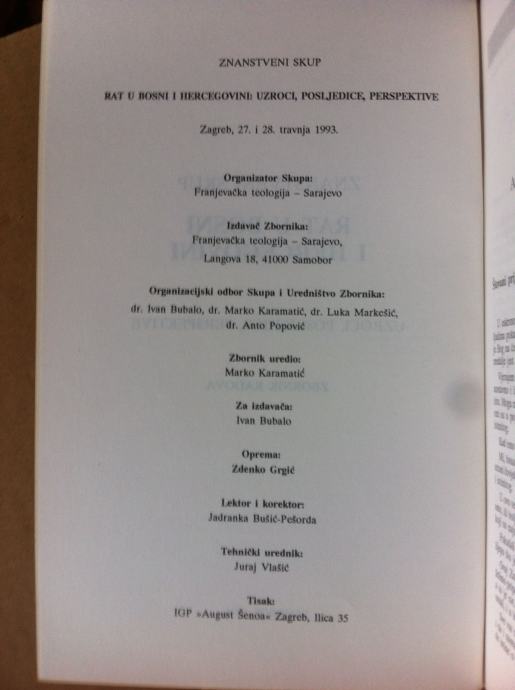 ZNANSTVENI SKUP
RAT U BOSNI I HERCEGOVINI: UZROCI, POSLJEDICE, PERSPEKTIVE
Zagreb, 27. i 28. travnja 1993.
Organizator Skupa:
Franjevačka teologija – Sarajevo
Izdavač Zbornika:
Franjevačka teologija – Sarajevo,
Langova 18, 41000 Samobor
Organizacijski odbor Skupa i Uredništvo Zbornika:
dr. Ivan Bubalo, dr. Marko Karamatić, dr. Luka Markešić,
dr. Anto Popović
Zbornik uredio:
Marko Karamatić
Za izdavača:
Ivan Bubalo
Oprema:
Zdenko Grgić
Lektor i korektor:
Jadranka Bušić-Pešorda
Tehnički urednik:
Juraj Vlašić
Tisak:
IGP »August Šenoa« Zagreb, Ilica 35